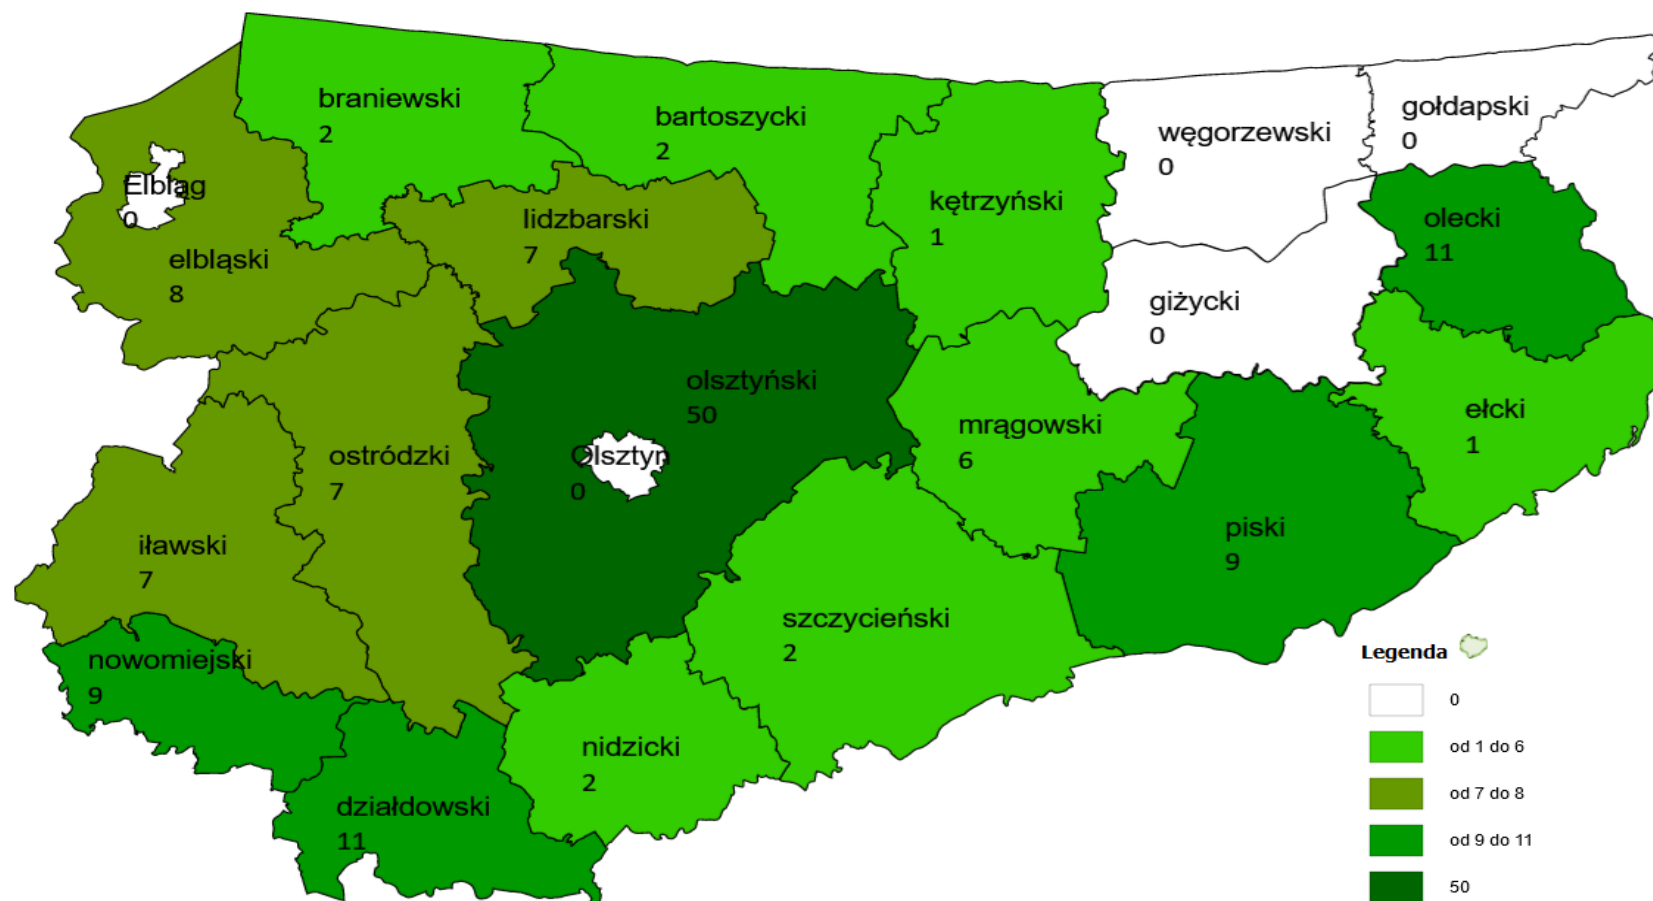 braniewski
2
bartoszycki
2
węgorzewski
0
gołdapski
0
Elbląg
0
lidzbarski
7
kętrzyński
1
olecki
11
elbląski
8
giżycki
0
olsztyński
50
mrągowski
6
ełcki
1
ostródzki
7
Olsztyn
0
iławski
7
piski
9
szczycieński
2
nowomiejski
9
nidzicki
2
działdowski
11
Legenda
0
od 1 do 6
od 7 do 8
od 9 do 11
50